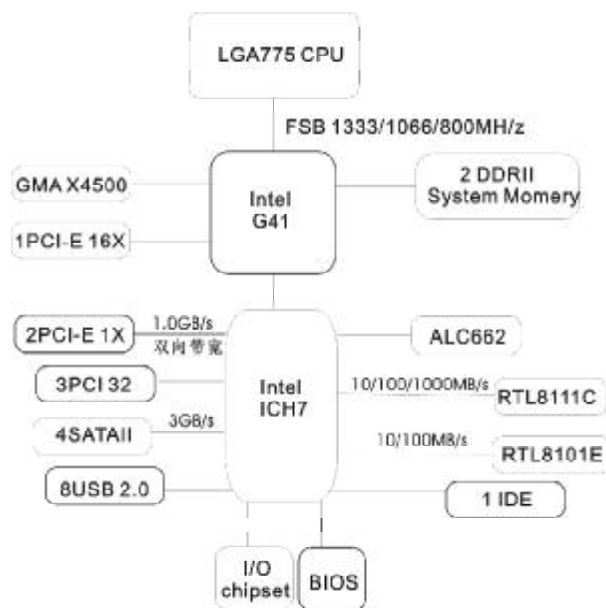 LGA775 CPU
FSB 1333/1066/800MH/z
GMA X4500
Intel
G41
2 DDRII
System Momery
1PCI-E 16X
1.0GB/s
2PCI-E 1X
双向带宽
ALC662
3PCI 32
Intel
ICH7
10/100/1000MB/s
RTL8111C
4SATAII
3GB/s
10/100MB/s
RTL8101E
8USB 2.0
1 IDE
I/O
chipset
BIOS